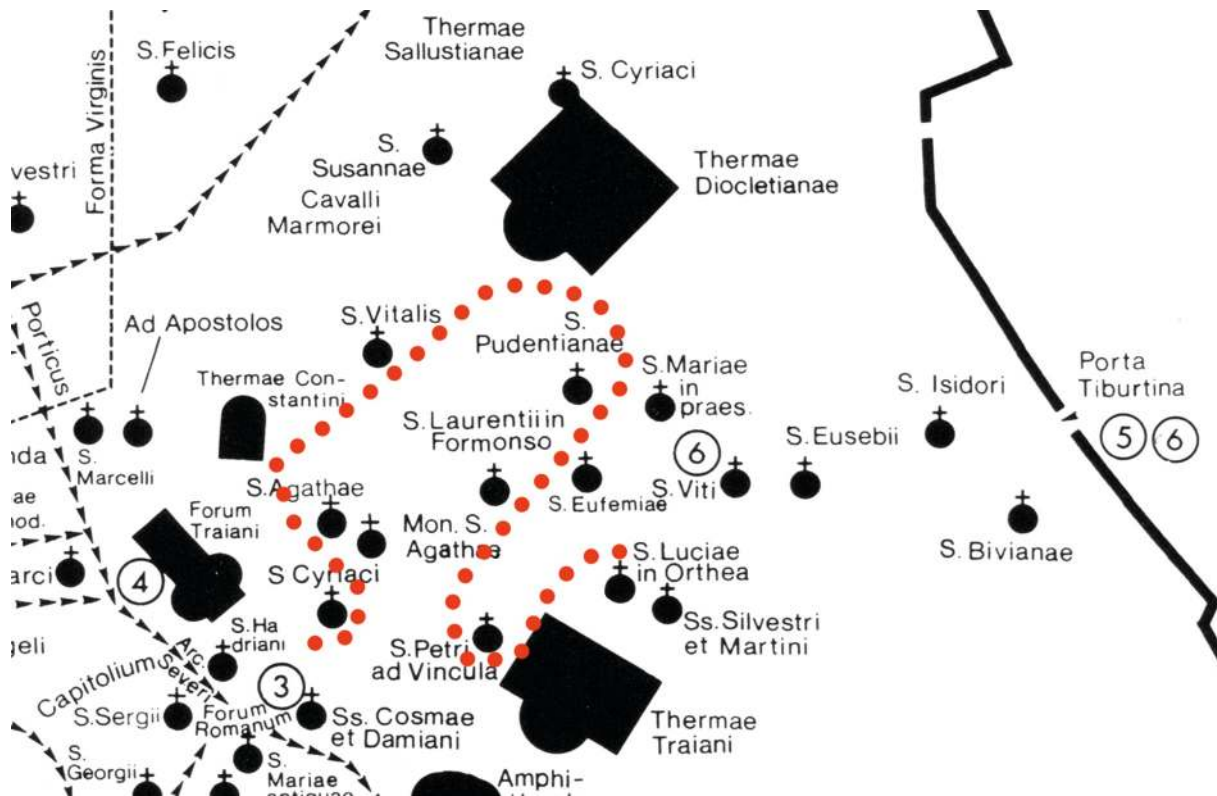 Thermae
Sallustianae
S. Felicis
S. Cyriaci
Forma Virginis
S.
Susannae
Thermae
Diocletianae
vestri
Cavalli
Marmorei
Porticus
Ad Apostolos
S. Vitalis
S.
Pudentianae
Thermae Con-
stantini
S. Mariae
in
praes.
Porta
Tiburtina
S. Isidori
S. Laurentii in
Formonso
5 6
S. Eusebii
6
nda
S.
Marcelli
S. Viti
S. Agathae
S. Eufemiae
ae
od.
Forum
Traiani
Mon. S.
Agathae
S. Bivianae
S. Luciae
in Orthea
arci
4
S Cyriaci
Ss. Silvestri
et Martini
S. Ha
driani
geli
Arc.
Severi
S. Petri
ad Vincula
Capitolium
3
S. Sergii
Forum
Romanum
Ss. Cosmae
et Damiani
Thermae
Traiani
S.
Georgii
S.
Mariae
antiquae
Amphi-